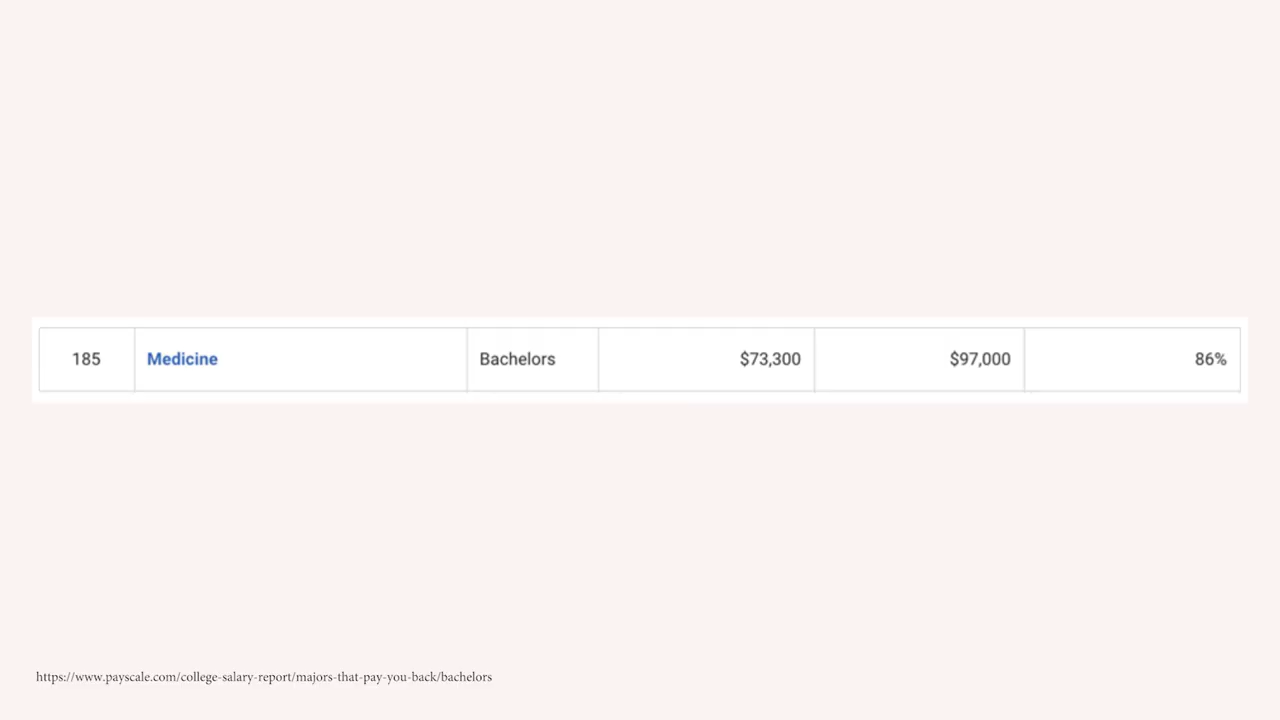 185 Medicine Bachelors $73,300 $97,000 86%
https://www.payscale.com/college-salary-report/majors-that-pay-you-back/bachelors